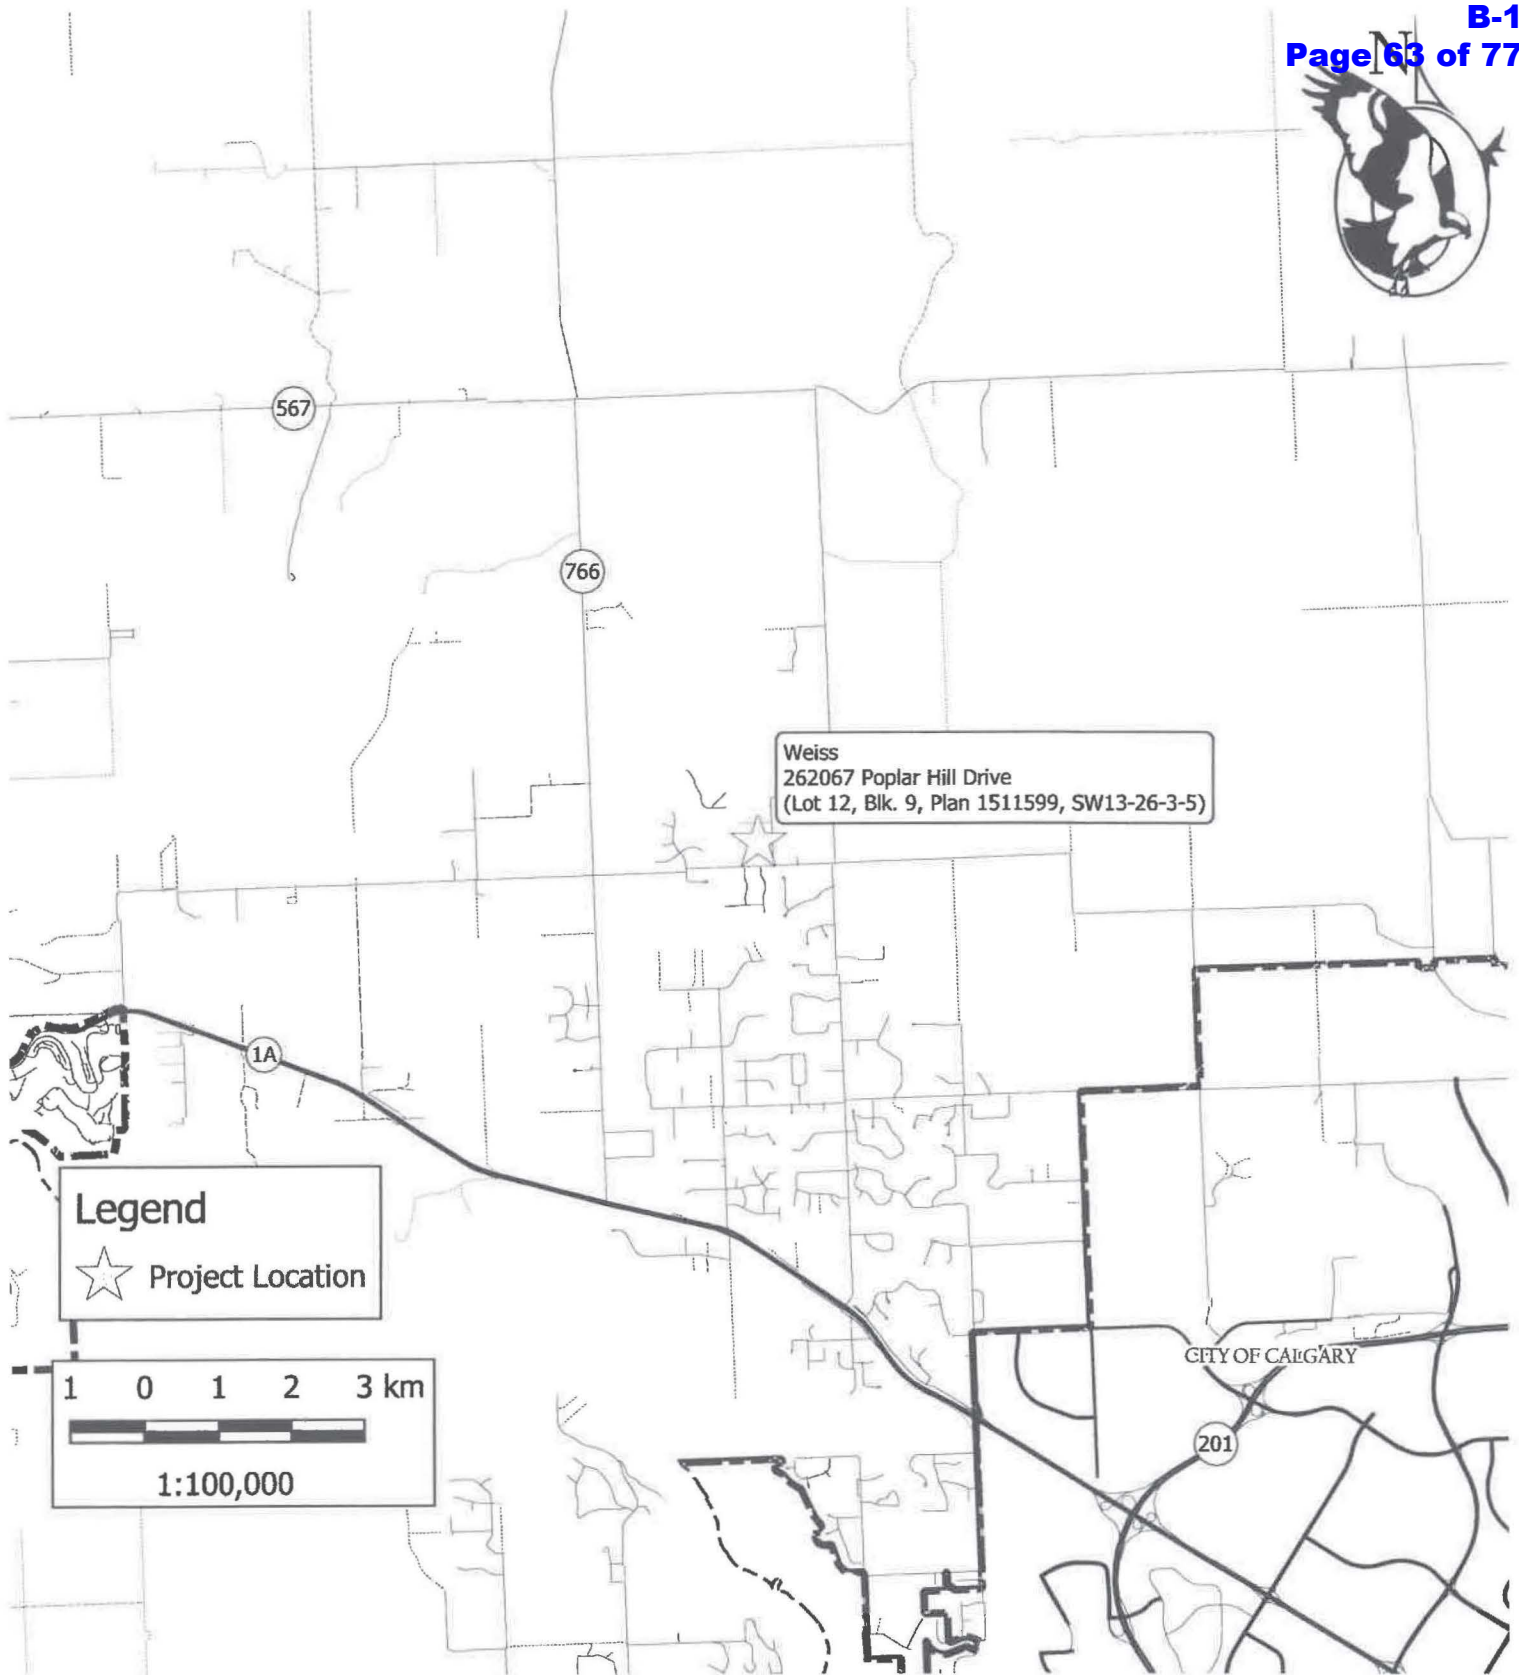 B-1
Page 63 of 77
N
567
766
Weiss
262067 Poplar Hill Drive
(Lot 12, Blk. 9, Plan 1511599, SW13-26-3-5)
1A
Legend
Project Location
CITY OF CALGARY
1 0 1 2 3 km
201
1:100,000